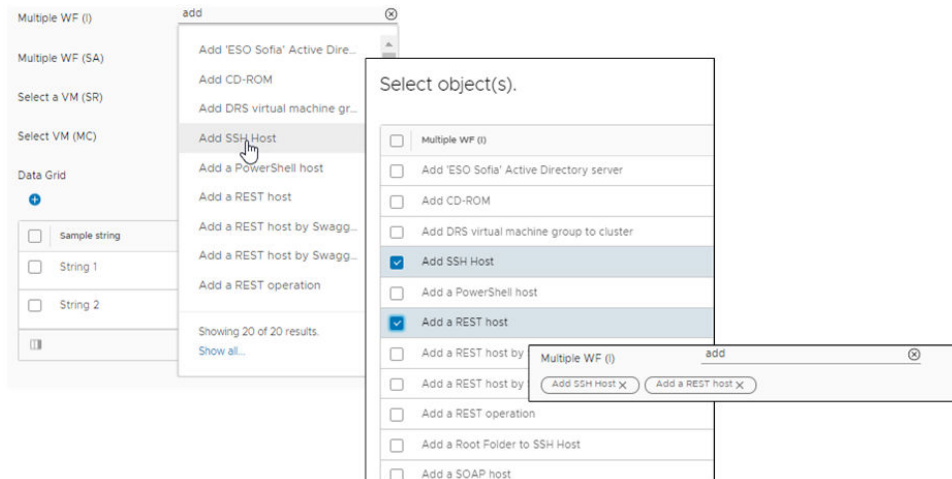 Multiple WF (I)
add
Multiple WF (SA)
Select a VM (SR)
Select VM (MC)
Data Grid
Sample string
String 1
String 2
Add 'ESO Sofia' Active Dire...
Add CD-ROM
Add DRS virtual machine gr...
Add SSH Host
Add a PowerShell host
Add a REST host
Add a REST host by Swagg...
Add a REST host by Swagg...
Add a REST operation
Showing 20 of 20 results.
Show all...
Select object(s).
Multiple WF (I)
Add 'ESO Sofia' Active Directory server
Add CD-ROM
Add DRS virtual machine group to cluster
Add SSH Host
Add a PowerShell host
Add a REST host
Add a REST host by
Add a REST host by
Add a REST operation
Add a Root Folder to SSH Host
Add a SOAP host
Multiple WF (I)
add
Add SSH Host
Add a REST host